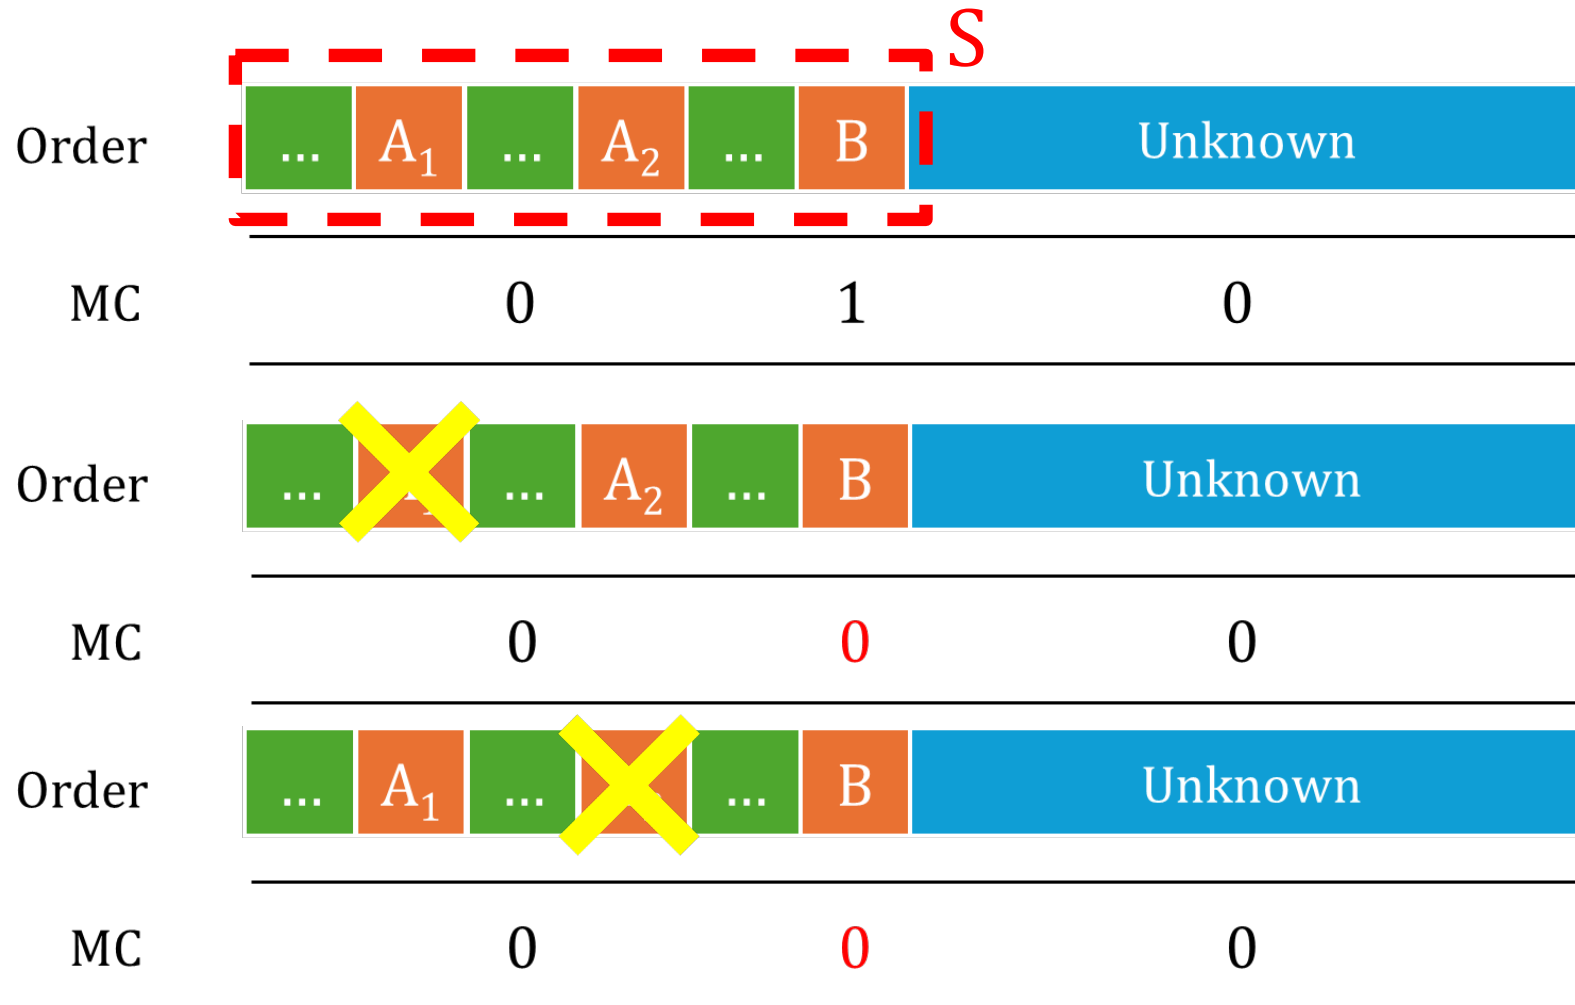 S
Order ... A₁ ... A₂ ... B Unknown
MC 0 1 0
Order ... ... A₂ ... B Unknown
MC 0 0 0
Order ... A₁ ... ... B Unknown
MC 0 0 0